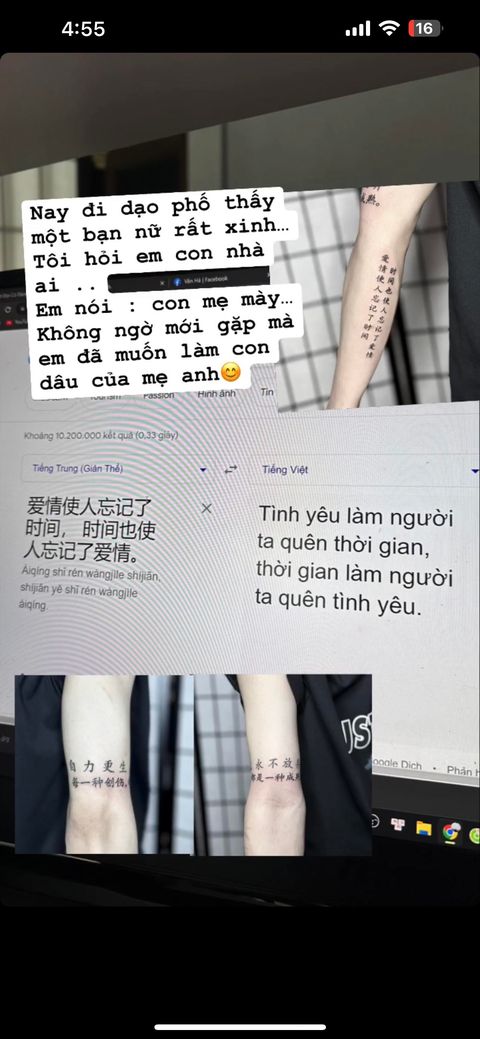 4:55
16
Nay đi dạo phố thấy
một bạn nữ rất xinh…
Tôi hỏi em con nhà
ai ..
Văn Hà | Facebook
Em nói : con mẹ mày…
Không ngờ mới gặp mà
em đã muốn làm con
dâu của mẹ anh😊
爱情使人忘记了时间
时间也使人忘记了爱情
Tourism Passion Hình ảnh Tin
Khoảng 10.200.000 kết quả (0,33 giây)
Tiếng Trung (Giản Thể)
Tiếng Việt
爱情使人忘记了
时间， 时间也使
人忘记了爱情。
Àiqíng shǐ rén wàngjìle shíjiān,
shíjiān yě shǐ rén wàngjìle
àiqíng.
Tình yêu làm người
ta quên thời gian,
thời gian làm người
ta quên tình yêu.
自力更生
每一种创伤,
永不放
都是一种成
Dịch